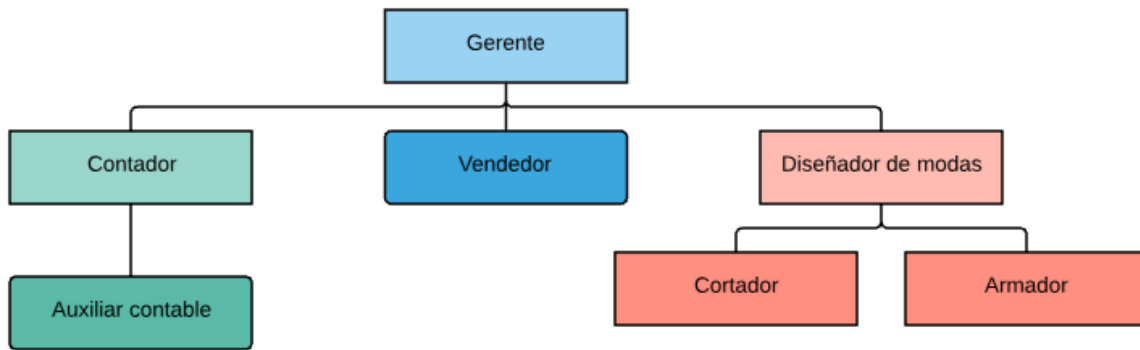 Gerente
Contador
Vendedor
Diseñador de modas
Auxiliar contable
Cortador
Armador